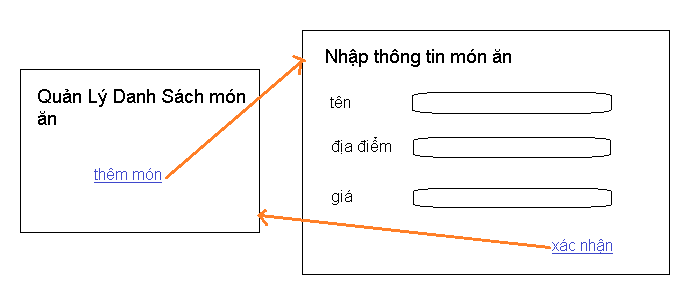 Quản Lý Danh Sách món
ăn
thêm món
Nhập thông tin món ăn
tên
địa điểm
giá
xác nhận